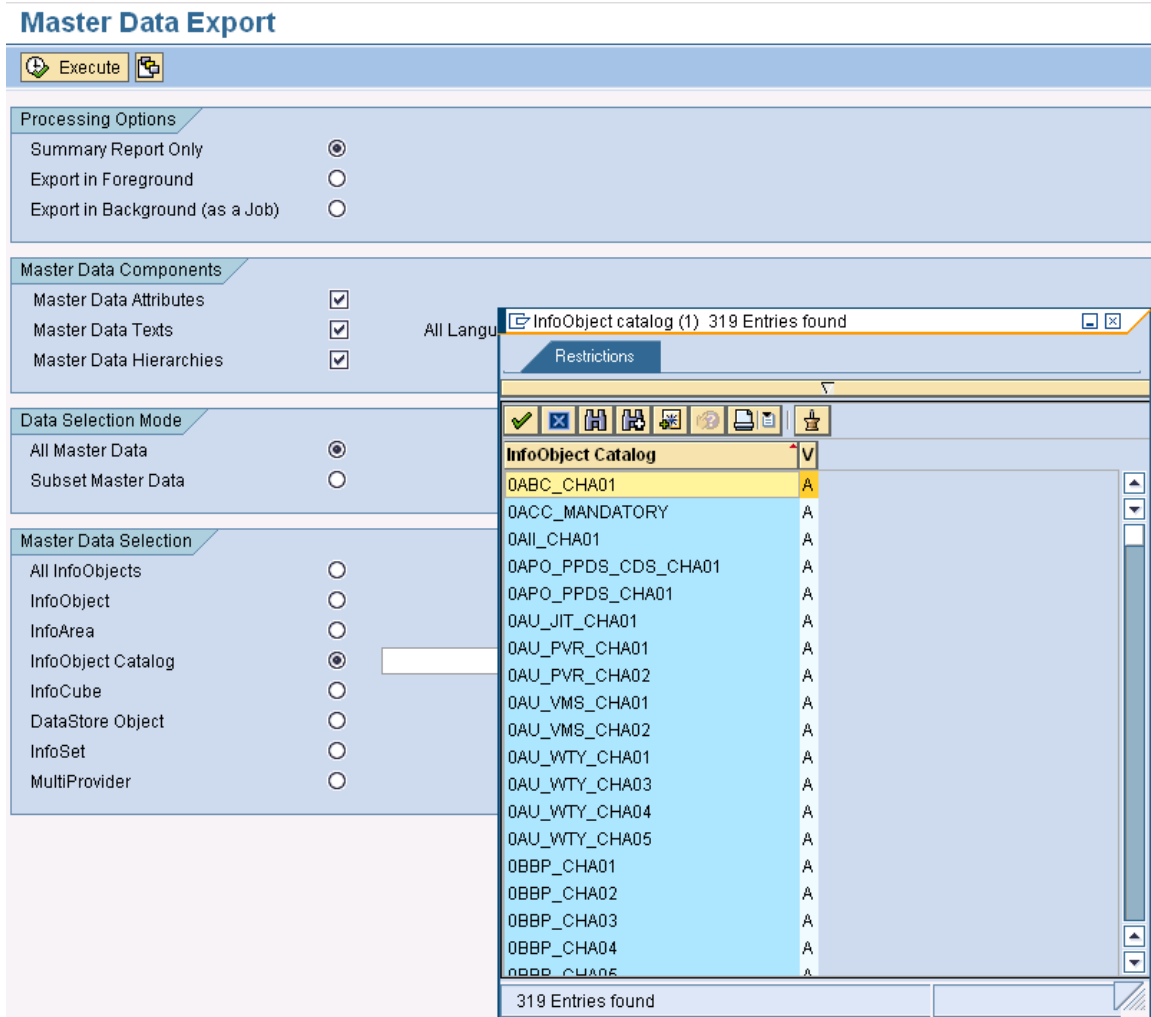 Master Data Export
Execute
Processing Options
Summary Report Only
Export in Foreground
Export in Background (as a Job)
Master Data Components
Master Data Attributes
Master Data Texts
All Langu
Master Data Hierarchies
Data Selection Mode
All Master Data
Subset Master Data
Master Data Selection
All InfoObjects
InfoObject
InfoArea
InfoObject Catalog
InfoCube
DataStore Object
InfoSet
MultiProvider
InfoObject catalog (1) 319 Entries found
Restrictions
InfoObject Catalog V
0ABC_CHA01 A
0ACC_MANDATORY A
0AII_CHA01 A
0APO_PPDS_CDS_CHA01 A
0APO_PPDS_CHA01 A
0AU_JIT_CHA01 A
0AU_PVR_CHA01 A
0AU_PVR_CHA02 A
0AU_VMS_CHA01 A
0AU_VMS_CHA02 A
0AU_WTY_CHA01 A
0AU_WTY_CHA03 A
0AU_WTY_CHA04 A
0AU_WTY_CHA05 A
0BBP_CHA01 A
0BBP_CHA02 A
0BBP_CHA03 A
0BBP_CHA04 A
319 Entries found